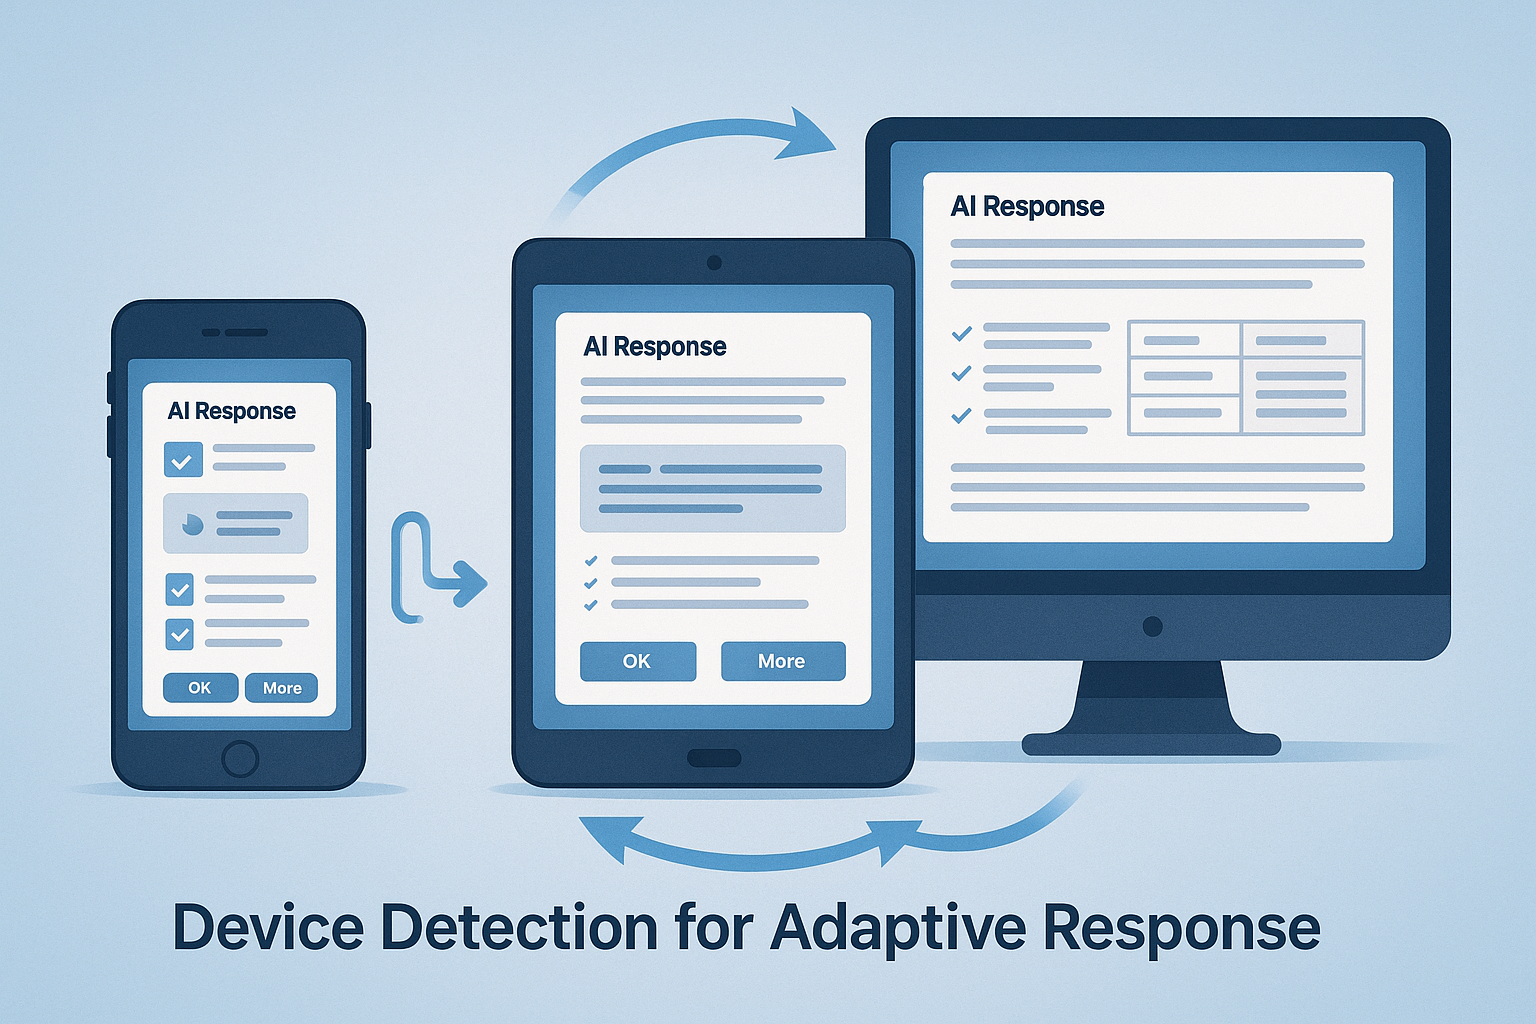 AI Response
OK
More
AI Response
OK
More
AI Response
Device Detection for Adaptive Response